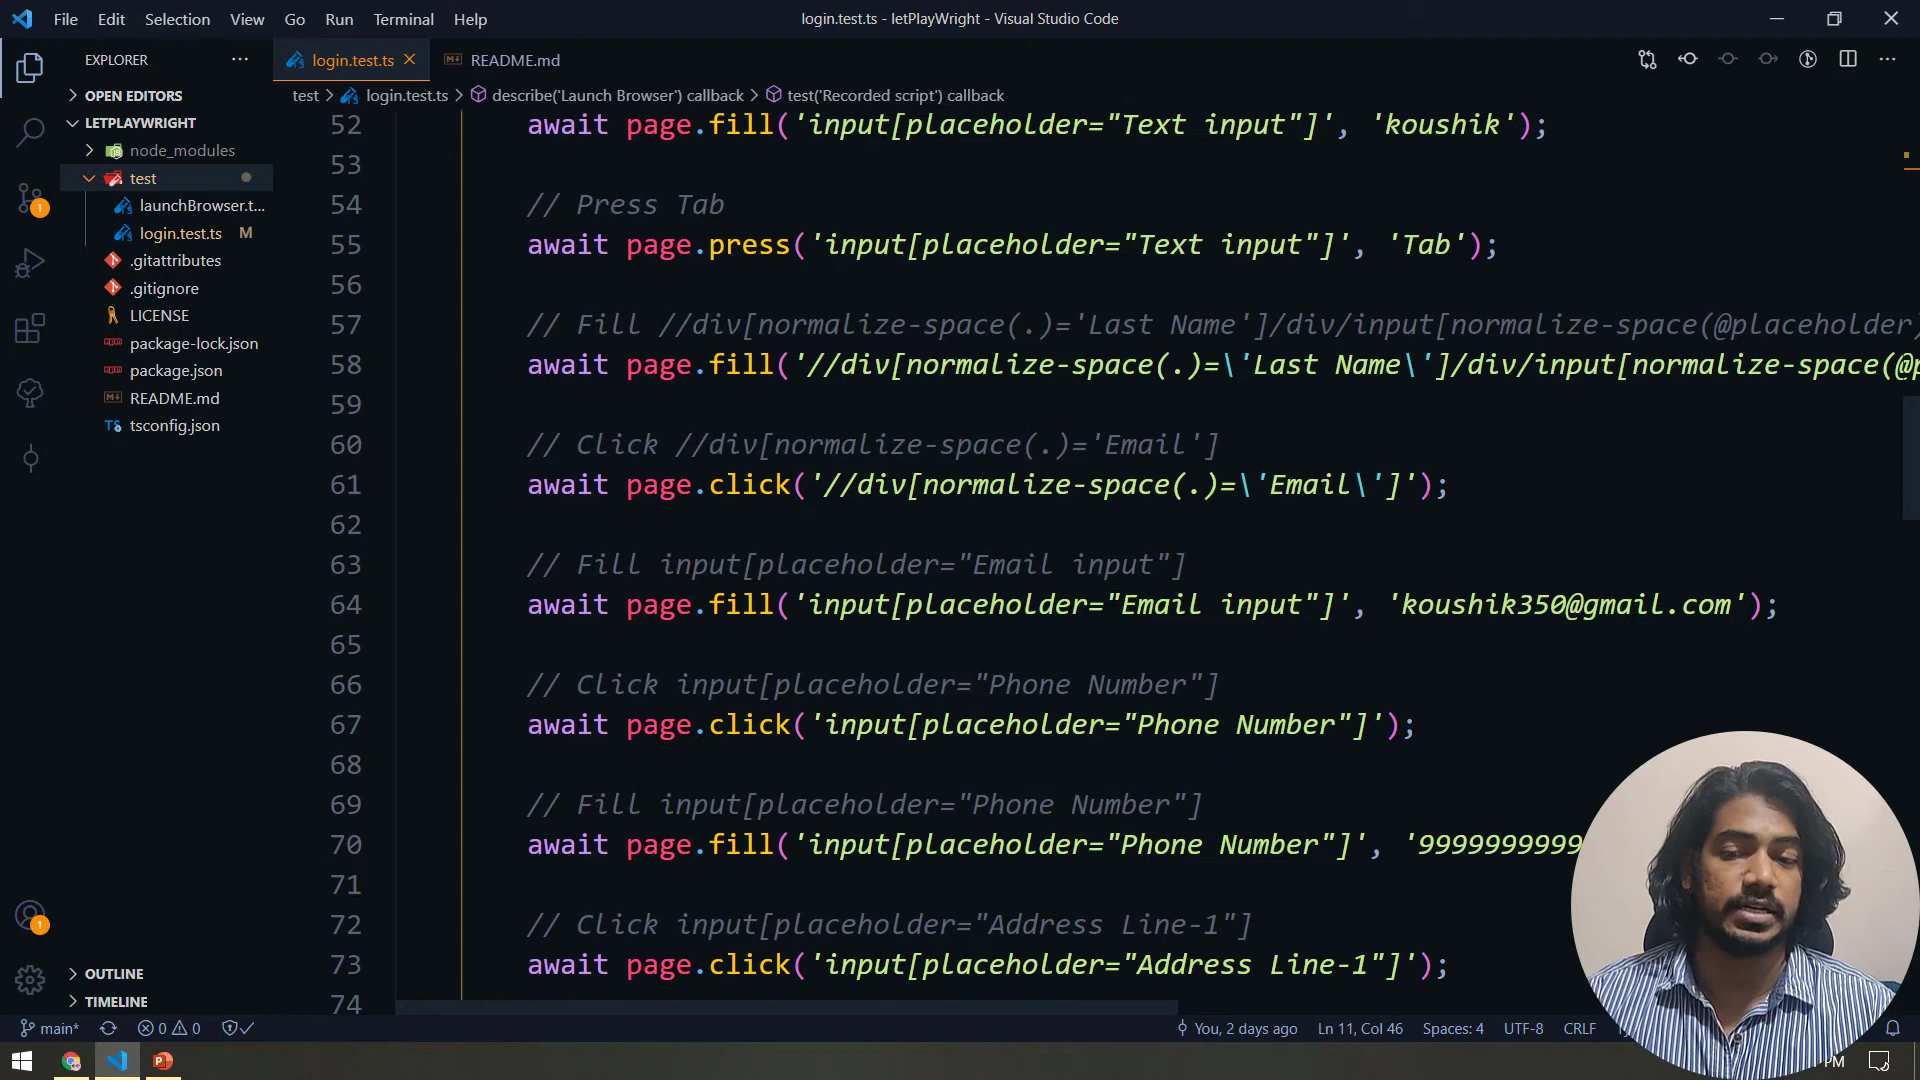 File Edit Selection View Go Run Terminal Help
login.test.ts - letPlayWright - Visual Studio Code
EXPLORER
login.test.ts
README.md
OPEN EDITORS
LETPLAYWRIGHT
node_modules
test
launchBrowser.t...
login.test.ts M
.gitattributes
.gitignore
LICENSE
package-lock.json
package.json
README.md
TS tsconfig.json
OUTLINE
TIMELINE
test > login.test.ts > describe('Launch Browser') callback > test('Recorded script') callback
52 await page.fill('input[placeholder="Text input"]', 'koushik');
53
54 // Press Tab
55 await page.press('input[placeholder="Text input"]', 'Tab');
56
57 // Fill //div[normalize-space(.)='Last Name']/div/input[normalize-space(@placeholder)
58 await page.fill('//div[normalize-space(.)=\'Last Name\']/div/input[normalize-space(@p
59
60 // Click //div[normalize-space(.)='Email']
61 await page.click('//div[normalize-space(.)=\'Email\']');
62
63 // Fill input[placeholder="Email input"]
64 await page.fill('input[placeholder="Email input"]', 'koushik350@gmail.com');
65
66 // Click input[placeholder="Phone Number"]
67 await page.click('input[placeholder="Phone Number"]');
68
69 // Fill input[placeholder="Phone Number"]
70 await page.fill('input[placeholder="Phone Number"]', '9999999999
71
72 // Click input[placeholder="Address Line-1"]
73 await page.click('input[placeholder="Address Line-1"]');
74
1
1
main* 0 0 You, 2 days ago Ln 11, Col 46 Spaces: 4 UTF-8 CRLF
PM